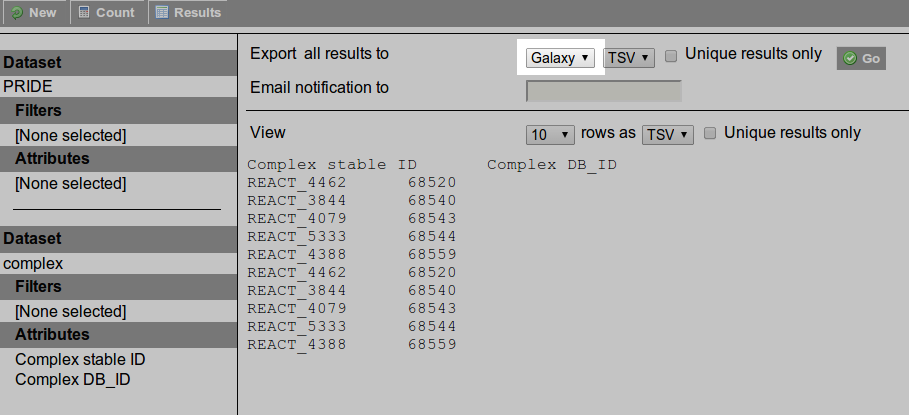 New Count Results
Dataset
PRIDE
Filters
[None selected]
Attributes
[None selected]
Dataset
complex
Filters
[None selected]
Attributes
Complex stable ID
Complex DB_ID
Export all results to Galaxy TSV Unique results only Go
Email notification to
View 10 rows as TSV Unique results only
Complex stable ID Complex DB_ID
REACT_4462 68520
REACT_3844 68540
REACT_4079 68543
REACT_5333 68544
REACT_4388 68559
REACT_4462 68520
REACT_3844 68540
REACT_4079 68543
REACT_5333 68544
REACT_4388 68559